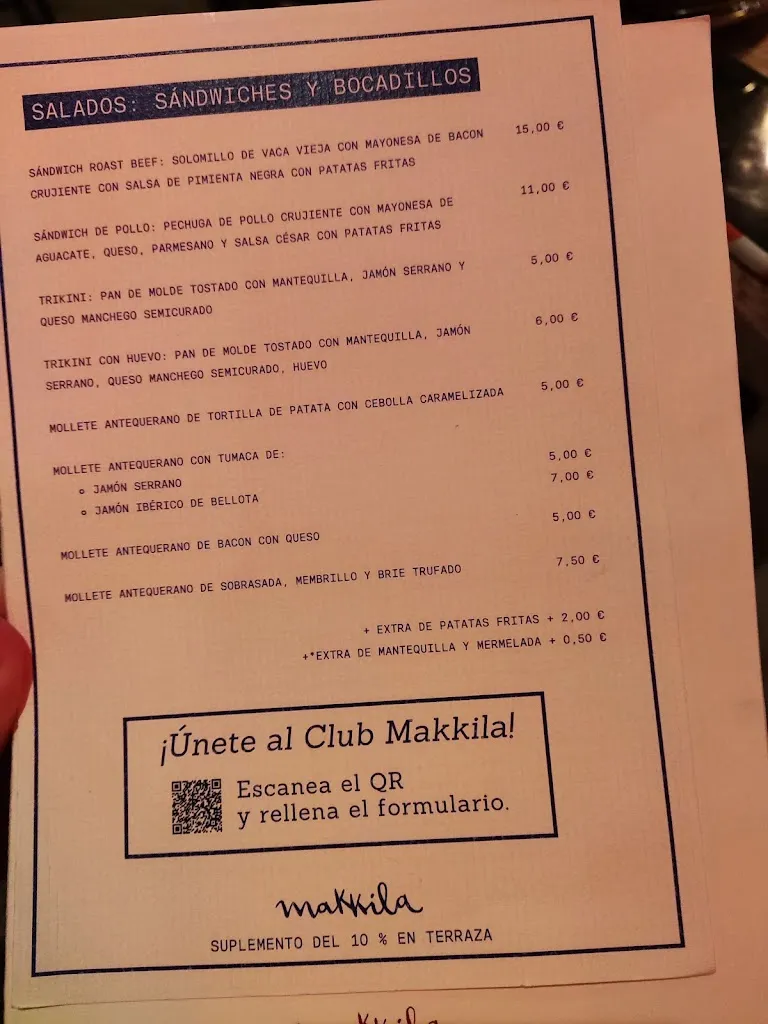 SALADOS: SÁNDWICHES Y BOCADILLOS
SÁNDWICH ROAST BEEF: SOLOMILLO DE VACA VIEJA CON MAYONESA DE BACON 15,00 €
CRUJIENTE CON SALSA DE PIMIENTA NEGRA CON PATATAS FRITAS
SÁNDWICH DE POLLO: PECHUGA DE POLLO CRUJIENTE CON MAYONESA DE 11,00 €
AGUACATE, QUESO, PARMESANO Y SALSA CÉSAR CON PATATAS FRITAS
TRIKINI: PAN DE MOLDE TOSTADO CON MANTEQUILLA, JAMÓN SERRANO Y 5,00 €
QUESO MANCHEGO SEMICURADO
TRIKINI CON HUEVO: PAN DE MOLDE TOSTADO CON MANTEQUILLA, JAMÓN 6,00 €
SERRANO, QUESO MANCHEGO SEMICURADO, HUEVO
MOLLETE ANTEQUERANO DE TORTILLA DE PATATA CON CEBOLLA CARAMELIZADA 5,00 €
MOLLETE ANTEQUERANO CON TUMACA DE:
o JAMÓN SERRANO 5,00 €
o JAMÓN IBÉRICO DE BELLOTA 7,00 €
MOLLETE ANTEQUERANO DE BACON CON QUESO 5,00 €
MOLLETE ANTEQUERANO DE SOBRASADA, MEMBRILLO Y BRIE TRUFADO 7,50 €
+ EXTRA DE PATATAS FRITAS + 2,00 €
+*EXTRA DE MANTEQUILLA Y MERMELADA + 0,50 €
¡Únete al Club Makkila!
Escanea el QR
y rellena el formulario.
makkila
SUPLEMENTO DEL 10 % EN TERRAZA